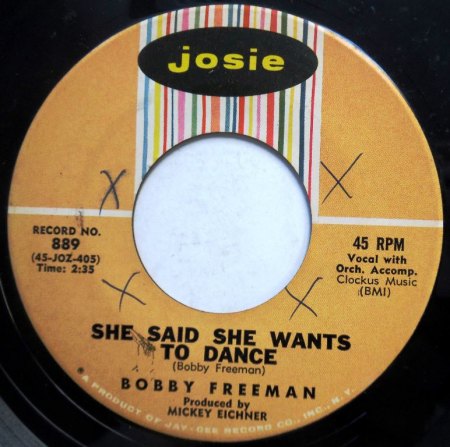 josie
RECORD NO.
889
(45-JOZ-405)
Time: 2:35
45 RPM
Vocal with
Orch. Accomp.
Clockus Music
(BMI)
SHE SAID SHE WANTS
TO DANCE
(Bobby Freeman)
BOBBY FREEMAN
Produced by
MICKEY EICHNER
A PRODUCT OF JAY-GEE RECORD CO., INC., N. Y.